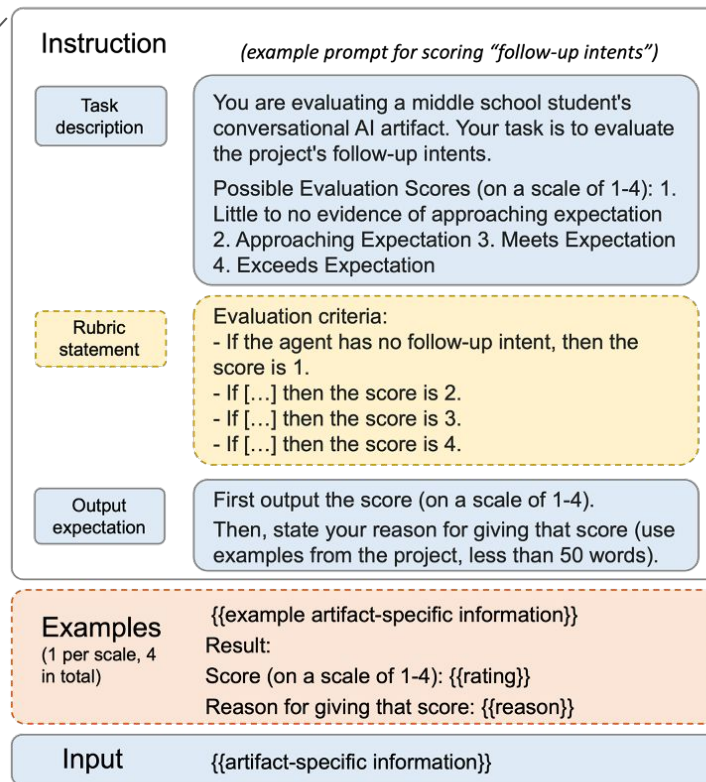 Instruction
(example prompt for scoring “follow-up intents”)
Task
description
You are evaluating a middle school student's
conversational AI artifact. Your task is to evaluate
the project's follow-up intents.
Possible Evaluation Scores (on a scale of 1-4): 1.
Little to no evidence of approaching expectation
2. Approaching Expectation 3. Meets Expectation
4. Exceeds Expectation
Rubric
statement
Evaluation criteria:
- If the agent has no follow-up intent, then the
score is 1.
- If [...] then the score is 2.
- If [...] then the score is 3.
- If [...] then the score is 4.
Output
expectation
First output the score (on a scale of 1-4).
Then, state your reason for giving that score (use
examples from the project, less than 50 words).
Examples
(1 per scale, 4
in total)
{{example artifact-specific information}}
Result:
Score (on a scale of 1-4): {{rating}}
Reason for giving that score: {{reason}}
Input
{{artifact-specific information}}